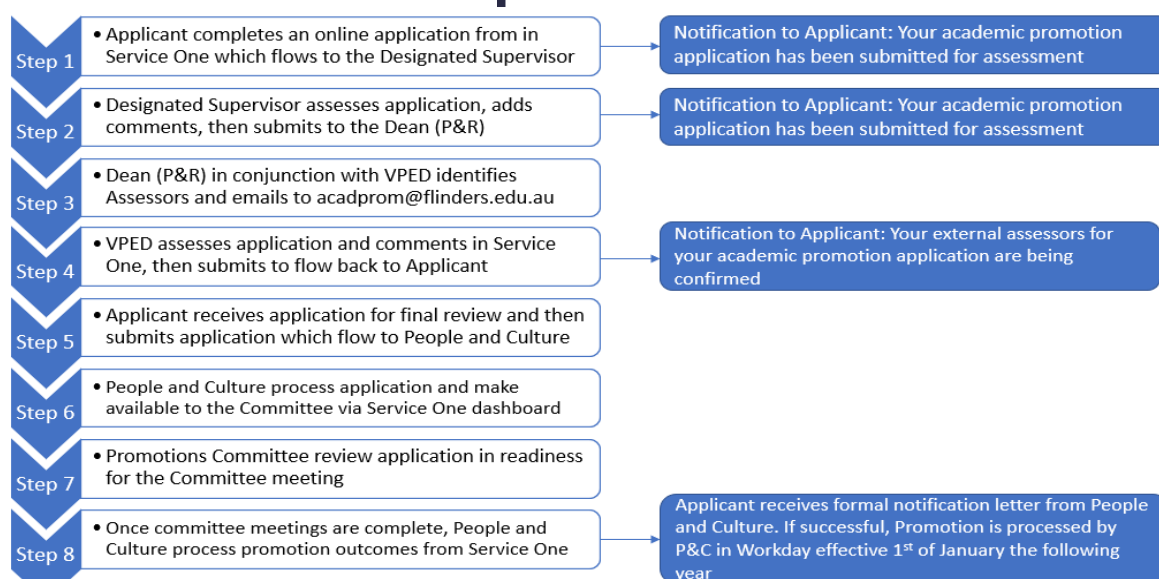 Step 1
• Applicant completes an online application from in
Service One which flows to the Designated Supervisor
Notification to Applicant: Your academic promotion
application has been submitted for assessment
Step 2
• Designated Supervisor assesses application, adds
comments, then submits to the Dean (P&R)
Notification to Applicant: Your academic promotion
application has been submitted for assessment
Step 3
• Dean (P&R) in conjunction with VPED identifies
Assessors and emails to acadprom@flinders.edu.au
Step 4
• VPED assesses application and comments in Service
One, then submits to flow back to Applicant
Notification to Applicant: Your external assessors for
your academic promotion application are being
confirmed
Step 5
• Applicant receives application for final review and then
submits application which flow to People and Culture
Step 6
• People and Culture process application and make
available to the Committee via Service One dashboard
Step 7
• Promotions Committee review application in readiness
for the Committee meeting
Step 8
• Once committee meetings are complete, People and
Culture process promotion outcomes from Service One
Applicant receives formal notification letter from People
and Culture. If successful, Promotion is processed by
P&C in Workday effective 1st of January the following
year